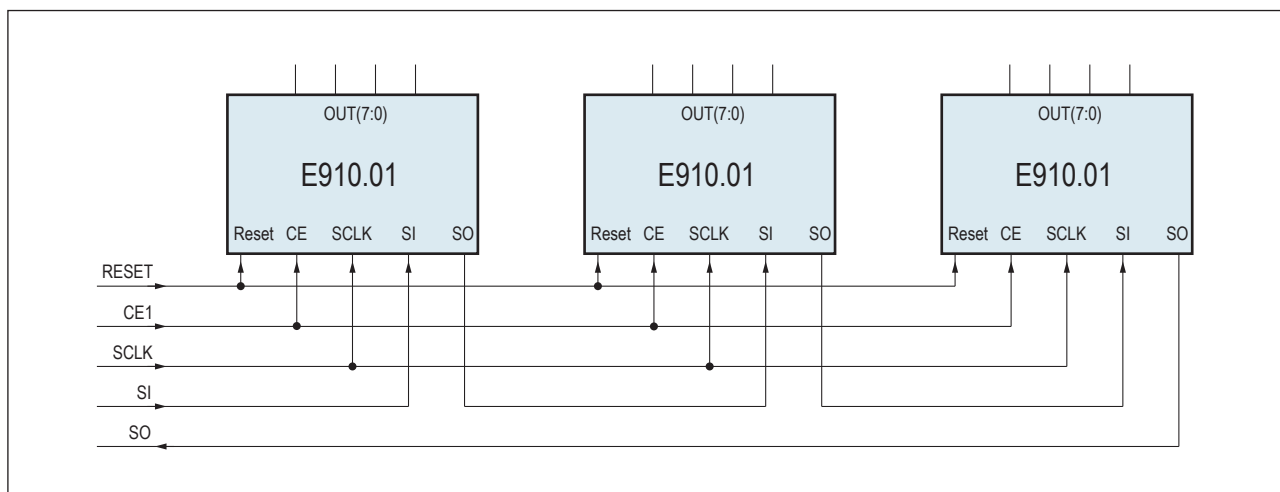 OUT(7:0) OUT(7:0) OUT(7:0)
E910.01 E910.01 E910.01
Reset CE SCLK SI SO Reset CE SCLK SI SO Reset CE SCLK SI SO
RESET
CE1
SCLK
SI
SO